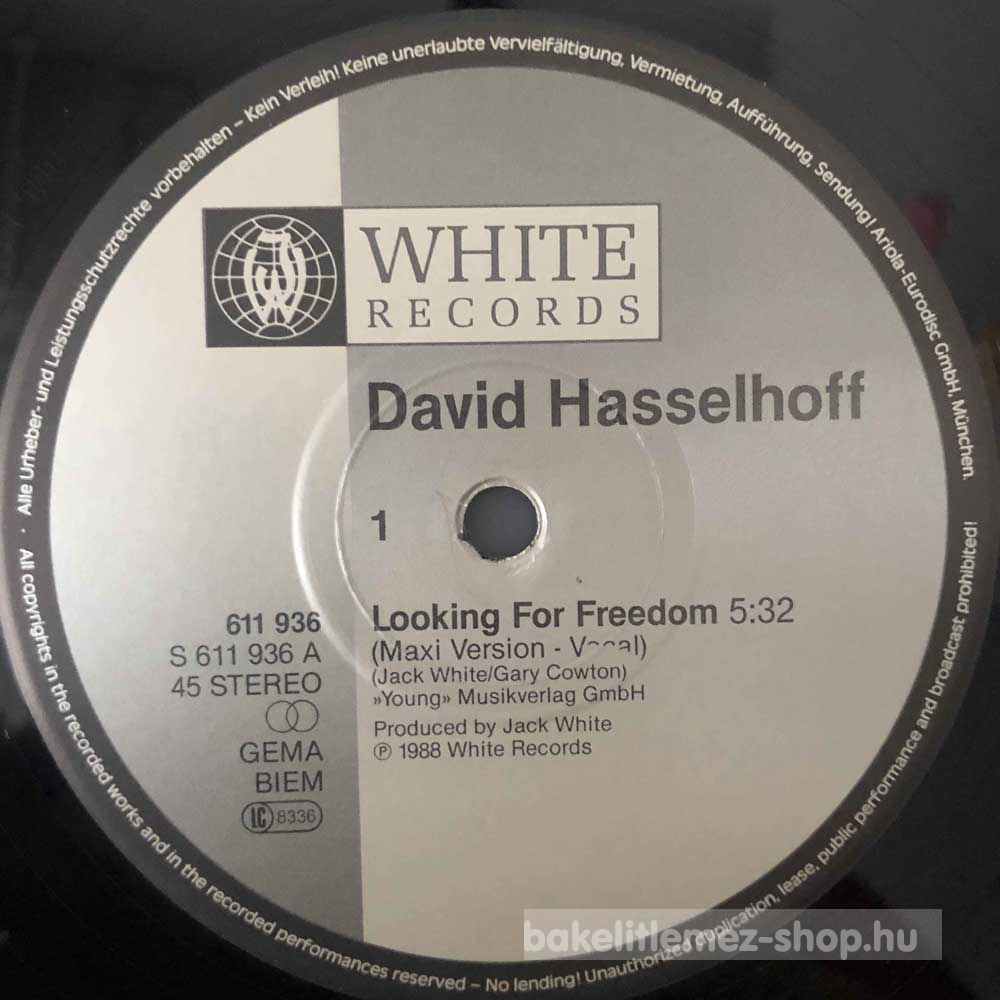 Alle Urheber- und Leistungsschutzrechte vorbehalten – Kein Verleih! Keine unerlaubte Vervielfältigung, Vermietung, Aufführung, Sendung! Ariola-Eurodisc GmbH, München.
WHITE
RECORDS
David Hasselhoff
1
611 936
S 611 936 A
45 STEREO
GEMA
BIEM
LC 8336
Looking For Freedom 5:32
(Maxi Version - Vocal)
(Jack White/Gary Cowton)
»Young» Musikverlag GmbH
Produced by Jack White
℗ 1988 White Records
· All copyrights in the recorded works and in the recorded performances reserved – No lending! Unauthorized duplication, lease, public performance and broadcast prohibited!
bakelitlemez-shop.hu